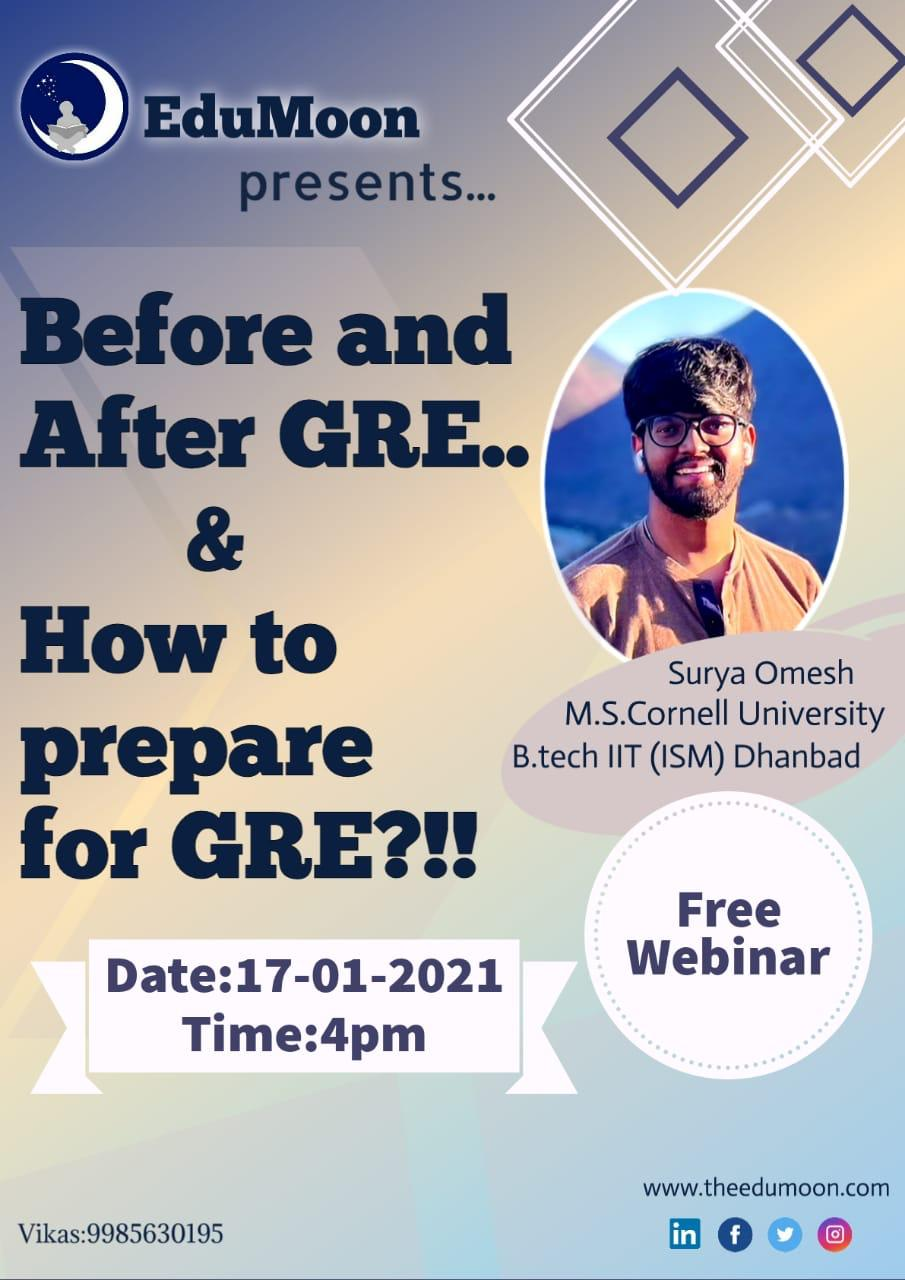 EduMoon
presents...
Before and
After GRE..
&
How to
prepare
for GRE?!!
Surya Omesh
M.S.Cornell University
B.tech IIT (ISM) Dhanbad
Free
Webinar
Date:17-01-2021
Time:4pm
www.theedumoon.com
Vikas:9985630195
in